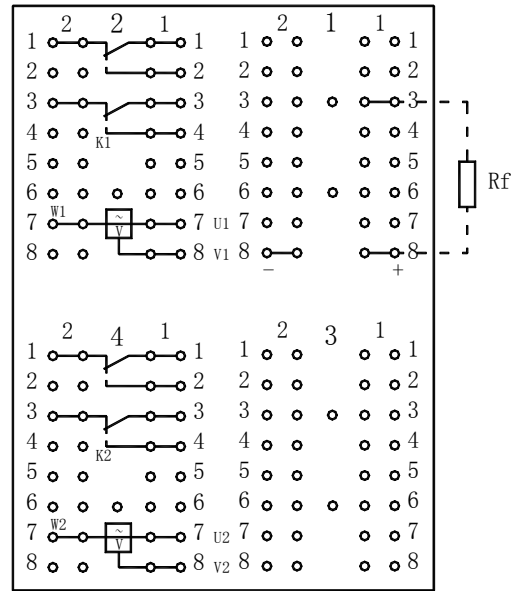 2 2 1 2 1 1
1 1 1 1
2 2 2 2
3 3 3 3
K1
4 4 4 4
5 5 5 5
Rf
6 6 6 6
W1 ~
7 V 7 U1 7 7
8 8 V1 8 8
- +
2 4 1 2 3 1
1 1 1 1
2 2 2 2
3 3 3 3
K2
4 4 4 4
5 5 5 5
6 6 6 6
W2 ~
7 V 7 U2 7 7
8 8 V2 8 8